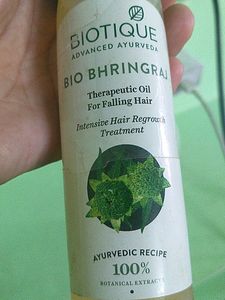 BIOTIQUE
ADVANCED AYURVEDA
BIO BHRINGRAJ
Therapeutic Oil
For Falling Hair
Intensive Hair Regrowth
Treatment
AYURVEDIC RECIPE
100%
BOTANICAL EXTRACTS